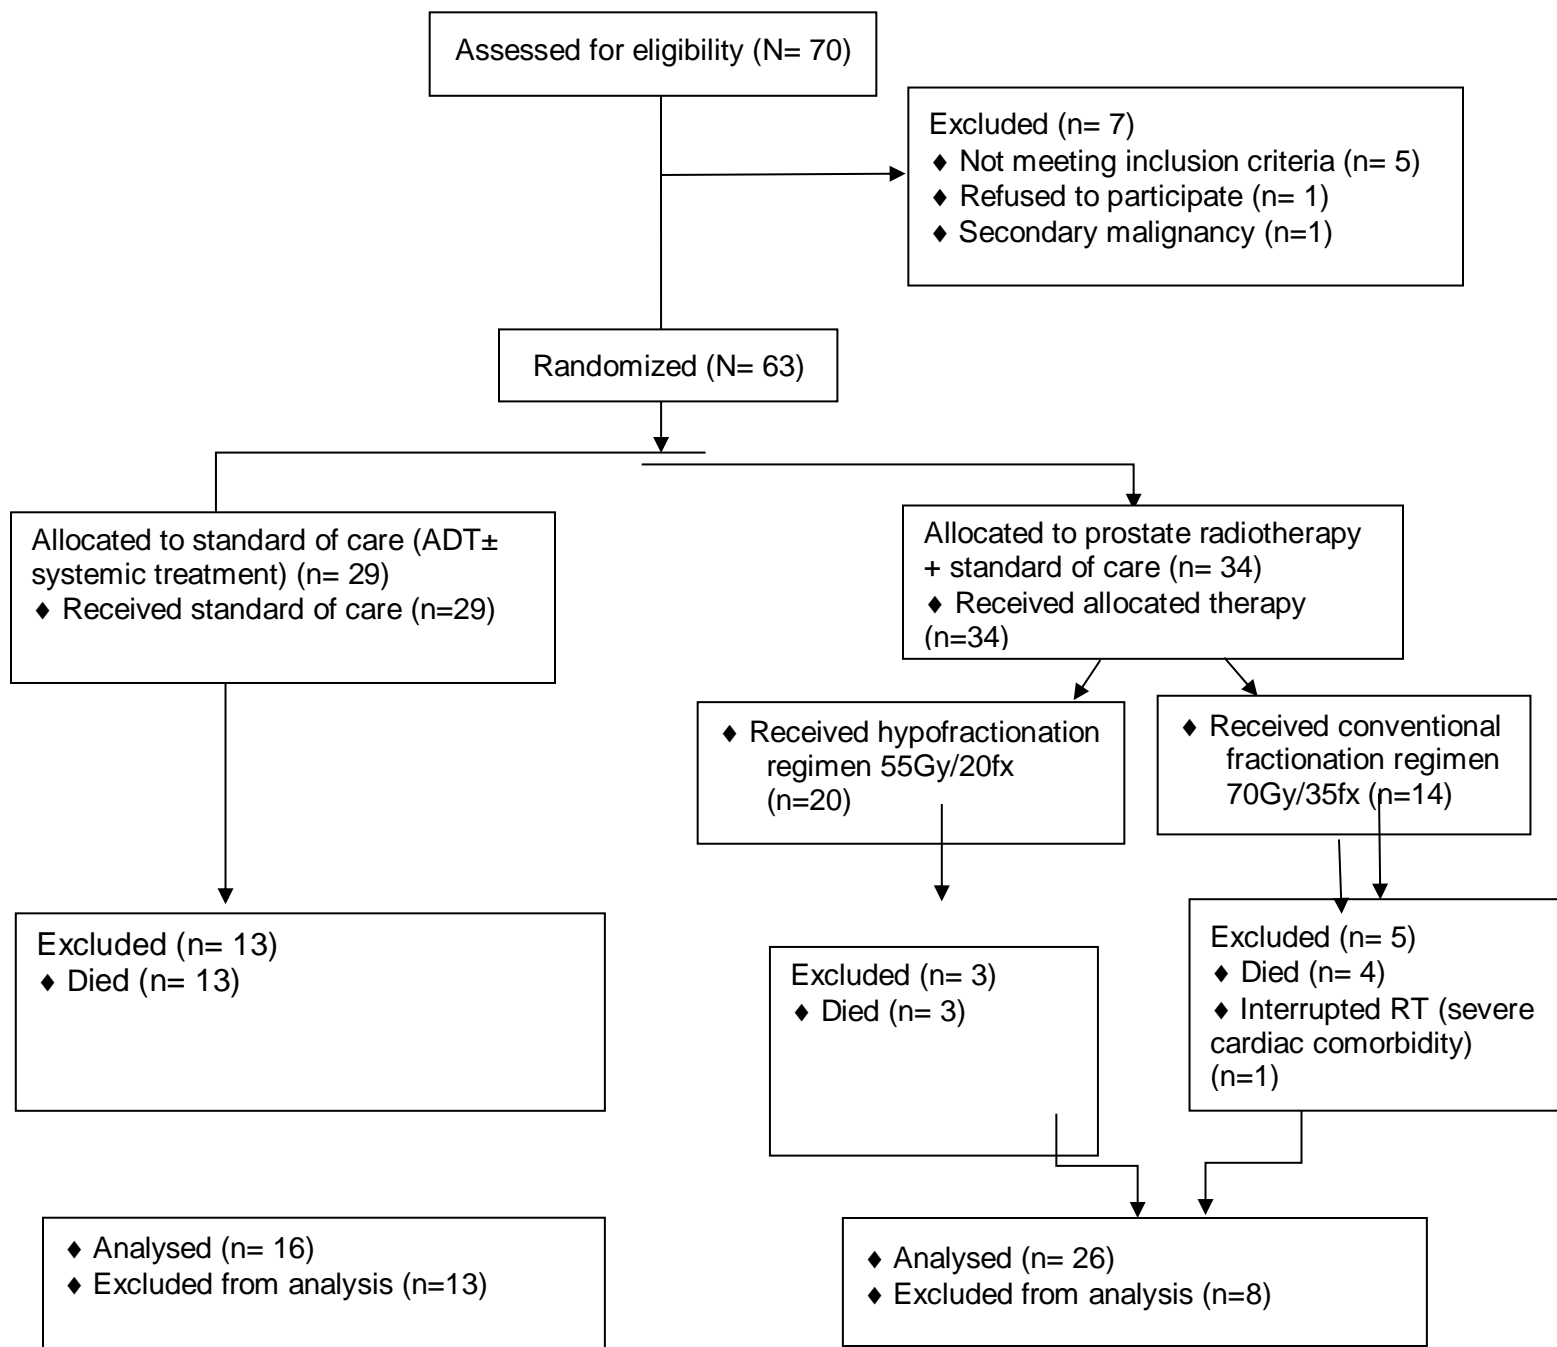 Assessed for eligibility (N= 70)
Excluded (n= 7)
♦ Not meeting inclusion criteria (n= 5)
♦ Refused to participate (n= 1)
♦ Secondary malignancy (n=1)
Randomized (N= 63)
Allocated to standard of care (ADT±
systemic treatment) (n= 29)
♦ Received standard of care (n=29)
Allocated to prostate radiotherapy
+ standard of care (n= 34)
♦ Received allocated therapy
(n=34)
♦ Received hypofractionation
regimen 55Gy/20fx
(n=20)
♦ Received conventional
fractionation regimen
70Gy/35fx (n=14)
Excluded (n= 13)
♦ Died (n= 13)
Excluded (n= 3)
♦ Died (n= 3)
Excluded (n= 5)
♦ Died (n= 4)
♦ Interrupted RT (severe
cardiac comorbidity)
(n=1)
♦ Analysed (n= 16)
♦ Excluded from analysis (n=13)
♦ Analysed (n= 26)
♦ Excluded from analysis (n=8)